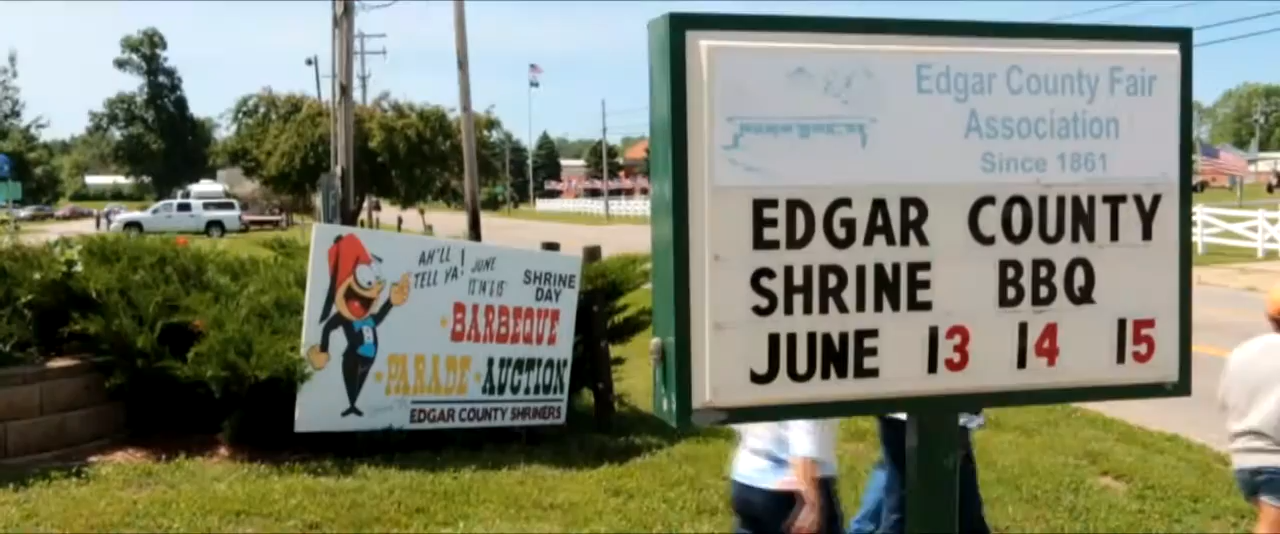 AH'LL
TELL YA!
JUNE
13 14 & 15
SHRINE
DAY
BARBEQUE
PARADE AUCTION
EDGAR COUNTY SHRINERS
Edgar County Fair
Association
Since 1861
EDGAR COUNTY
SHRINE BBQ
JUNE 13 14 15